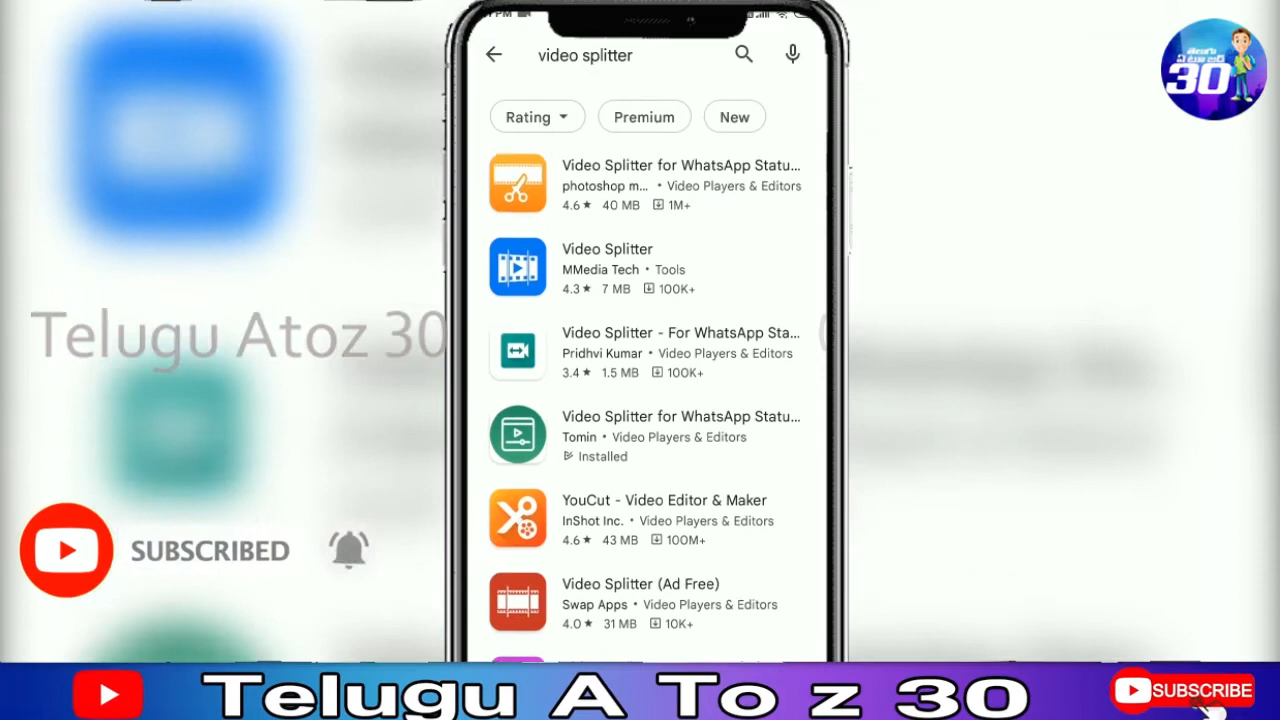 video splitter
Rating
Premium
New
Video Splitter for WhatsApp Statu...
photoshop m... • Video Players & Editors
4.6★ 40 MB 1M+
Video Splitter
MMedia Tech • Tools
4.3★ 7 MB 100K+
Video Splitter - For WhatsApp Sta...
Pridhvi Kumar • Video Players & Editors
3.4★ 1.5 MB 100K+
Video Splitter for WhatsApp Statu...
Tomin • Video Players & Editors
Installed
YouCut - Video Editor & Maker
InShot Inc. • Video Players & Editors
4.6★ 43 MB 100M+
Video Splitter (Ad Free)
Swap Apps • Video Players & Editors
4.0★ 31 MB 10K+
తెలుగు
ఏ టూ జెడ్
30
Telugu Atoz 30
SUBSCRIBED
Telugu A To z 30
SUBSCRIBE